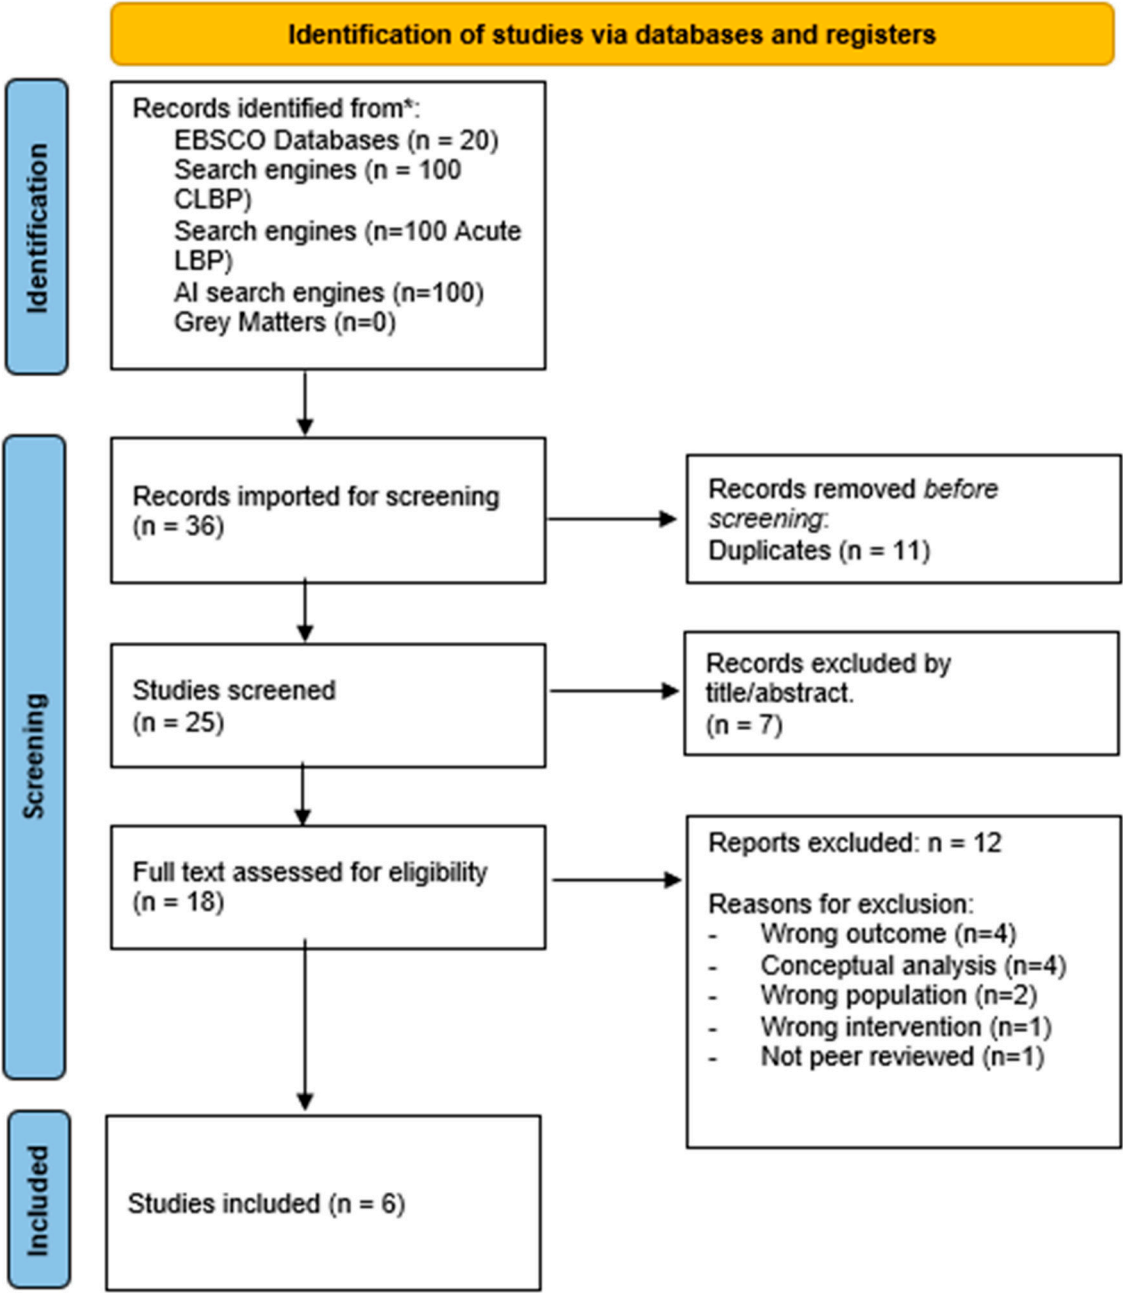 Identification of studies via databases and registers
Identification
Records identified from*:
EBSCO Databases (n = 20)
Search engines (n = 100
CLBP)
Search engines (n=100 Acute
LBP)
AI search engines (n=100)
Grey Matters (n=0)
Screening
Records imported for screening
(n = 36)
Records removed before
screening:
Duplicates (n = 11)
Studies screened
(n = 25)
Records excluded by
title/abstract.
(n = 7)
Full text assessed for eligibility
(n = 18)
Reports excluded: n = 12
Reasons for exclusion:
- Wrong outcome (n=4)
- Conceptual analysis (n=4)
- Wrong population (n=2)
- Wrong intervention (n=1)
- Not peer reviewed (n=1)
Included
Studies included (n = 6)